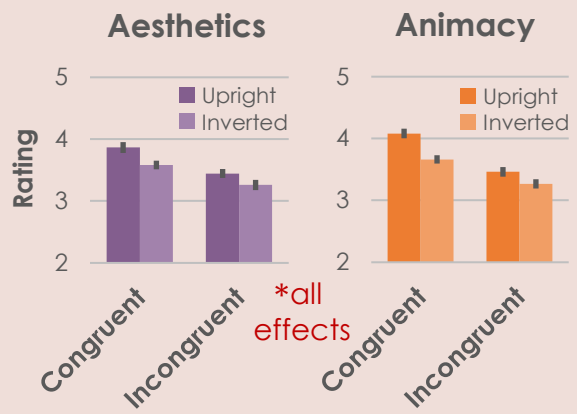 Aesthetics
5
4
3
2
Rating
Upright
Inverted
Congruent
Incongruent
*all
effects
Animacy
5
4
3
2
Upright
Inverted
Congruent
Incongruent